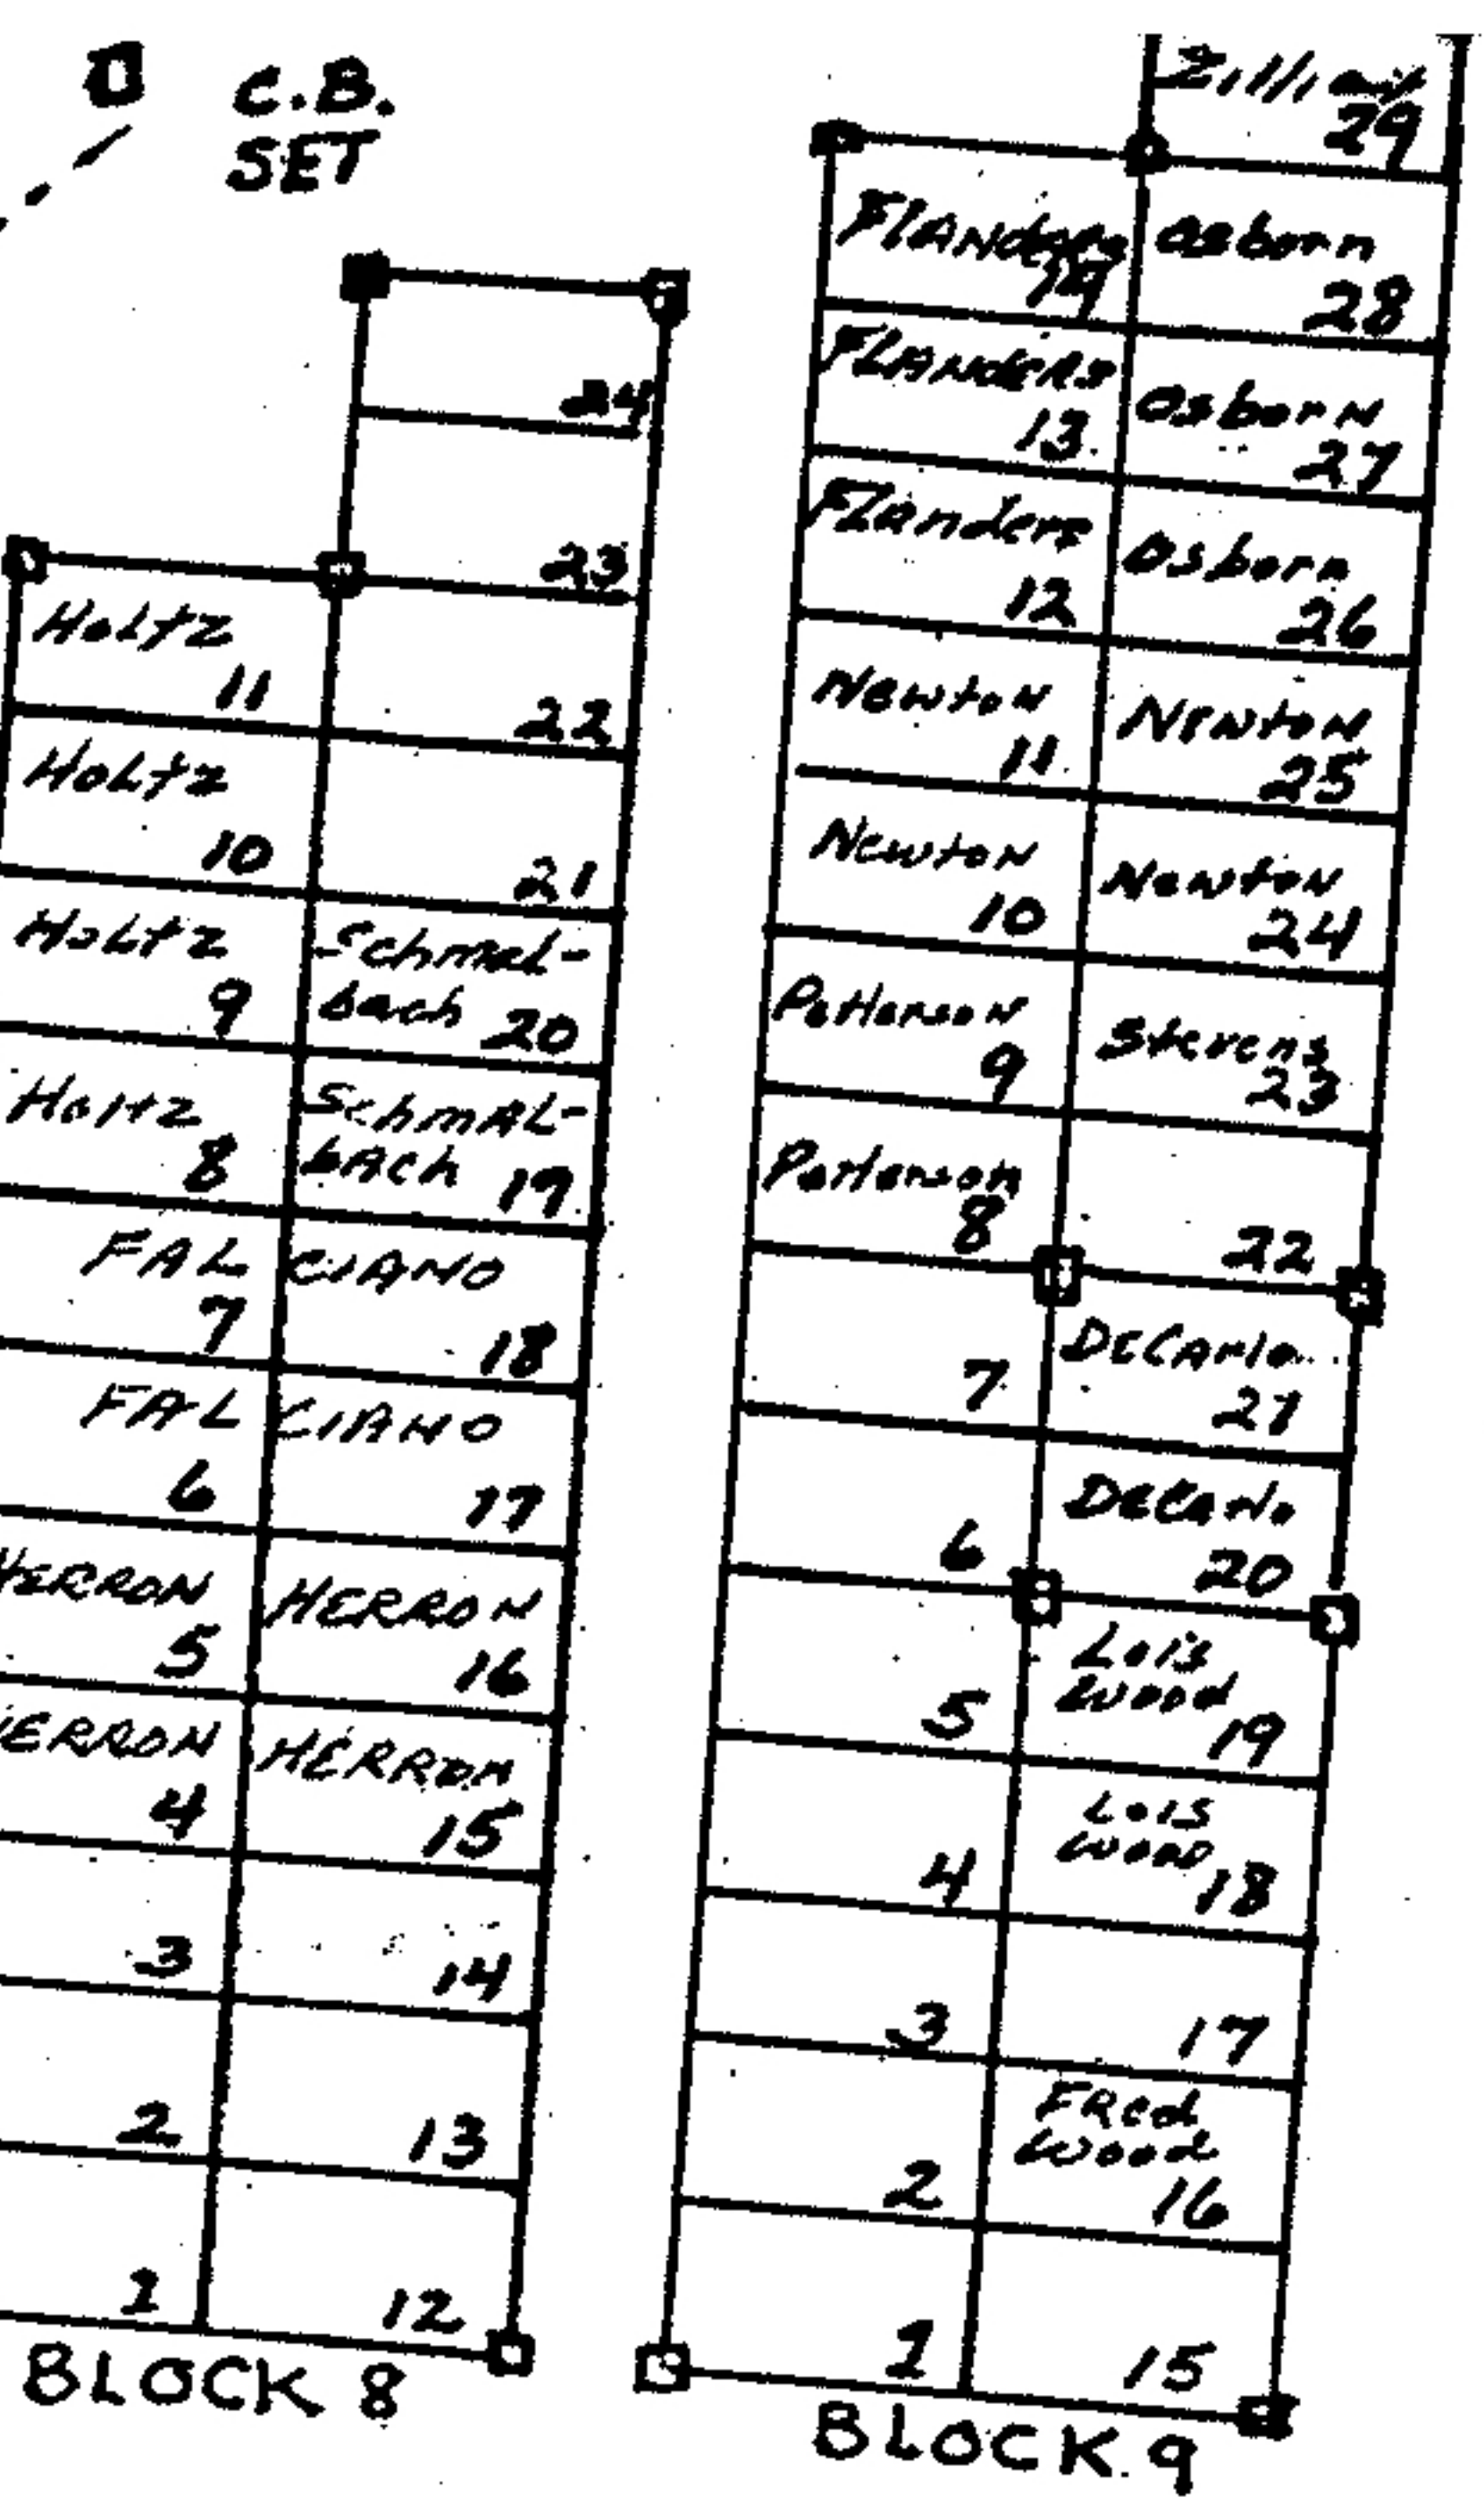 C.B.
SET
24
23
Holtz
11
22
Holtz
10
21
Holtz
9
Schmal-
bach 20
Holtz
8
SchmAL-
bAch 19
FALCIANO
7
18
FALCIANO
6
17
HERRON
5
HERRON
16
HERRON
4
HERRON
15
3
14
2
13
1
12
BLOCK 8
29
Flanders
14
Osborn
28
FLANders
13
OsborN
27
Flanders
12
Osborn
26
NewtoN
11
NewtoN
25
NewtoN
10
Newton
24
PattersoN
9
Stevens
23
Patterson
8
22
7
DeCArlo
21
6
DeCarlo
20
5
Lois
Wood
19
4
Lois
Wood
18
3
17
2
FRed
Wood
16
1
15
BLOCK 9